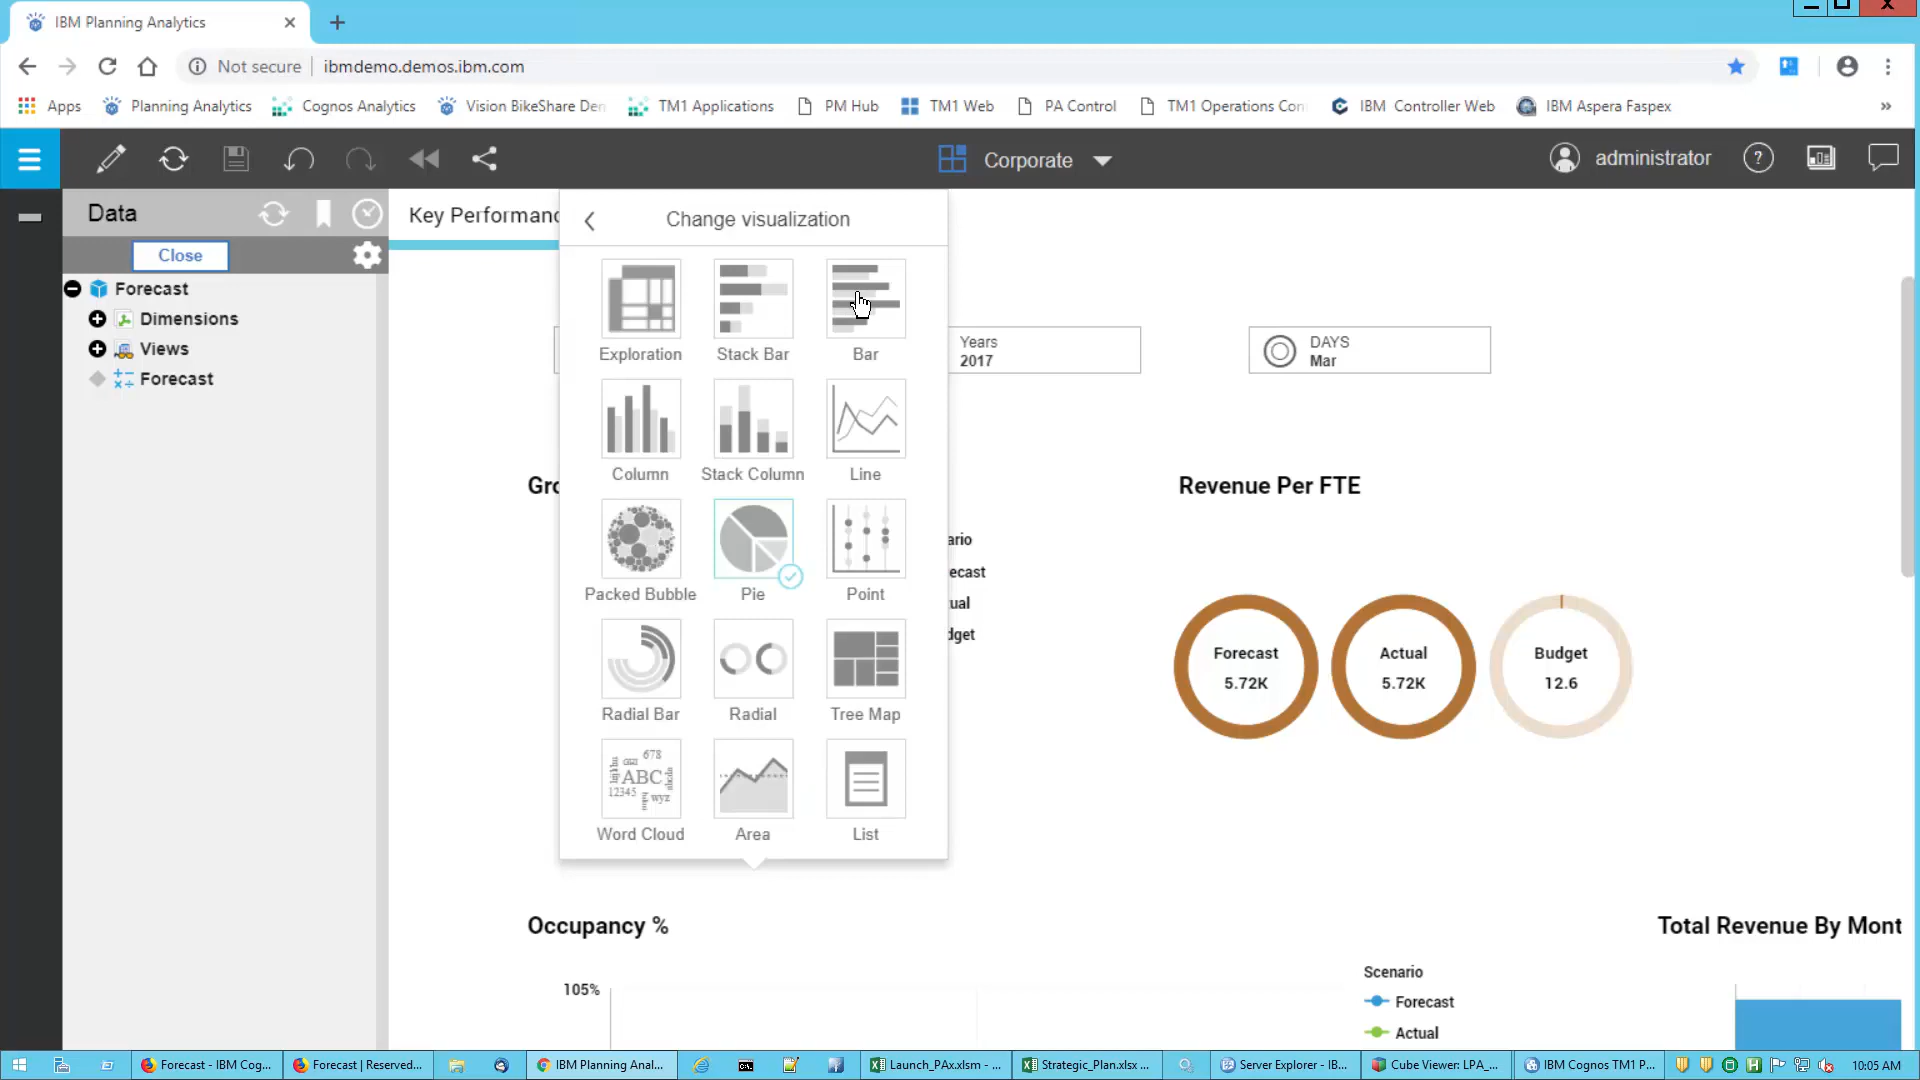 IBM Planning Analytics
Not secure
ibmdemo.demos.ibm.com
Apps
Planning Analytics
Cognos Analytics
Vision BikeShare Den
TM1 Applications
PM Hub
TM1 Web
PA Control
TM1 Operations Con
IBM Controller Web
IBM Aspera Faspex
Corporate
administrator
Data
Close
Forecast
Dimensions
Views
Forecast
Key Performanc
Change visualization
Exploration
Stack Bar
Bar
Column
Stack Column
Line
Packed Bubble
Pie
Point
Radial Bar
Radial
Tree Map
678
ABC
12345
wyz
Word Cloud
Area
List
Years
2017
DAYS
Mar
Gro
ario
ecast
ual
dget
Revenue Per FTE
Forecast
5.72K
Actual
5.72K
Budget
12.6
Occupancy %
105%
Scenario
Forecast
Actual
Total Revenue By Mont
Forecast - IBM Cog...
Forecast | Reserved...
IBM Planning Anal...
Launch_PAx.xlsm - ...
Strategic_Plan.xlsx ...
Server Explorer - IB...
Cube Viewer: LPA_...
IBM Cognos TM1 P...
10:05 AM